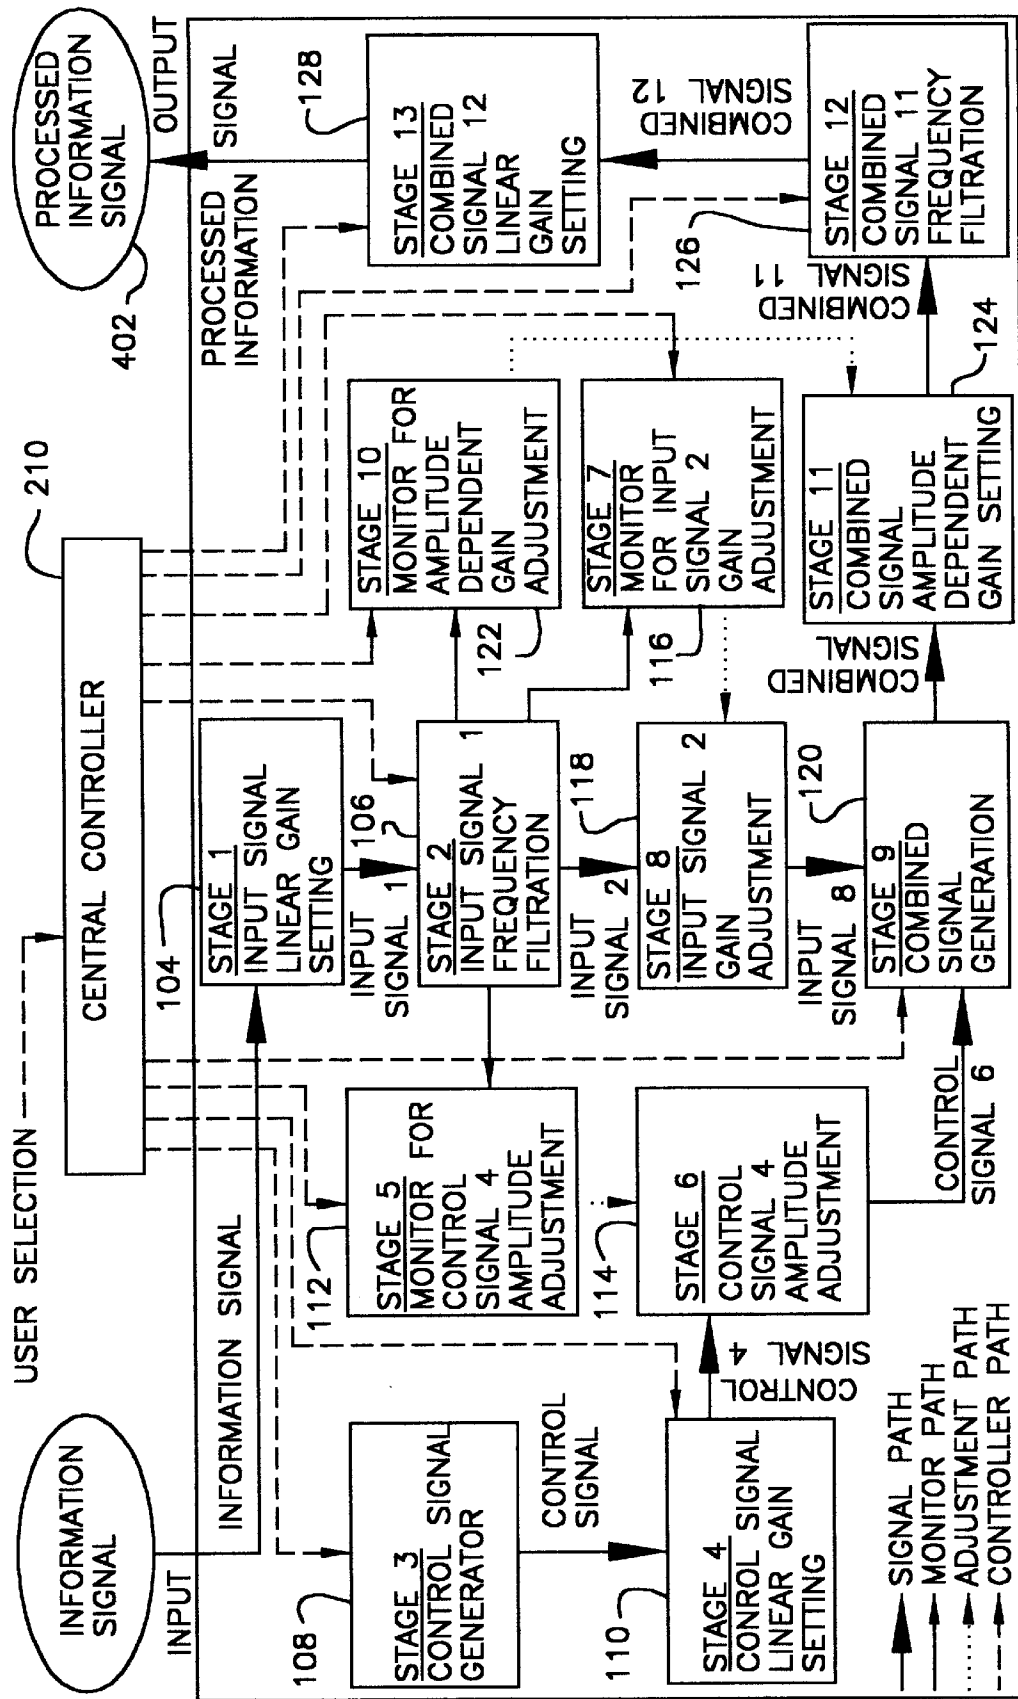 USER SELECTION
CENTRAL CONTROLLER
210
INFORMATION
SIGNAL
INPUT
INFORMATION SIGNAL
PROCESSED
INFORMATION
SIGNAL
402
OUTPUT
PROCESSED
INFORMATION
SIGNAL
104
STAGE 1
INPUT SIGNAL
LINEAR GAIN
SETTING
INPUT
SIGNAL 1
106
STAGE 2
INPUT SIGNAL 1
FREQUENCY
FILTRATION
INPUT
SIGNAL 2
108
STAGE 3
CONTROL SIGNAL
GENERATOR
CONTROL
SIGNAL
110
STAGE 4
CONROL SIGNAL
LINEAR GAIN
SETTING
CONTROL
SIGNAL 4
112
STAGE 5
MONITOR FOR
CONTROL
SIGNAL 4
AMPLITUDE
ADJUSTMENT
114
STAGE 6
CONTROL
SIGNAL 4
AMPLITUDE
ADJUSTMENT
CONTROL
SIGNAL 6
116
STAGE 7
MONITOR
FOR INPUT
SIGNAL 2
GAIN
ADJUSTMENT
118
STAGE 8
INPUT SIGNAL 2
GAIN
ADJUSTMENT
INPUT
SIGNAL 8
120
STAGE 9
COMBINED
SIGNAL
GENERATION
COMBINED
SIGNAL
122
STAGE 10
MONITOR FOR
AMPLITUDE
DEPENDENT
GAIN
ADJUSTMENT
124
STAGE 11
COMBINED
SIGNAL
AMPLITUDE
DEPENDENT
GAIN SETTING
COMBINED
SIGNAL 11
126
STAGE 12
COMBINED
SIGNAL 11
FREQUENCY
FILTRATION
COMBINED
SIGNAL 12
128
STAGE 13
COMBINED
SIGNAL 12
LINEAR
GAIN
SETTING
SIGNAL PATH
MONITOR PATH
ADJUSTMENT PATH
CONTROLLER PATH